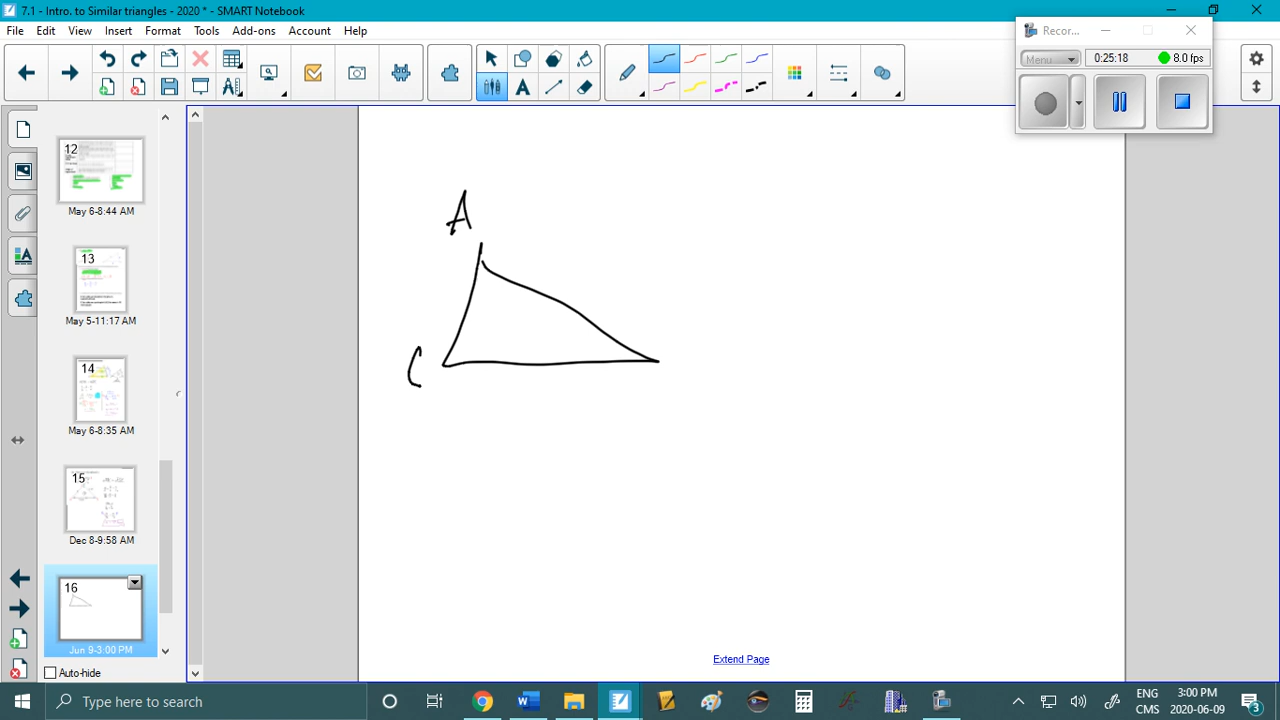 7.1 - Intro. to Similar triangles - 2020 * - SMART Notebook
File Edit View Insert Format Tools Add-ons Account Help
Recor...
Menu 0:25:18 8.0 fps
12
May 6-8:44 AM
13
May 5-11:17 AM
14
May 6-8:35 AM
15
Dec 8-9:58 AM
16
Jun 9-3:00 PM
Auto-hide
A
C
Extend Page
Type here to search
ENG
CMS
3:00 PM
2020-06-09
3